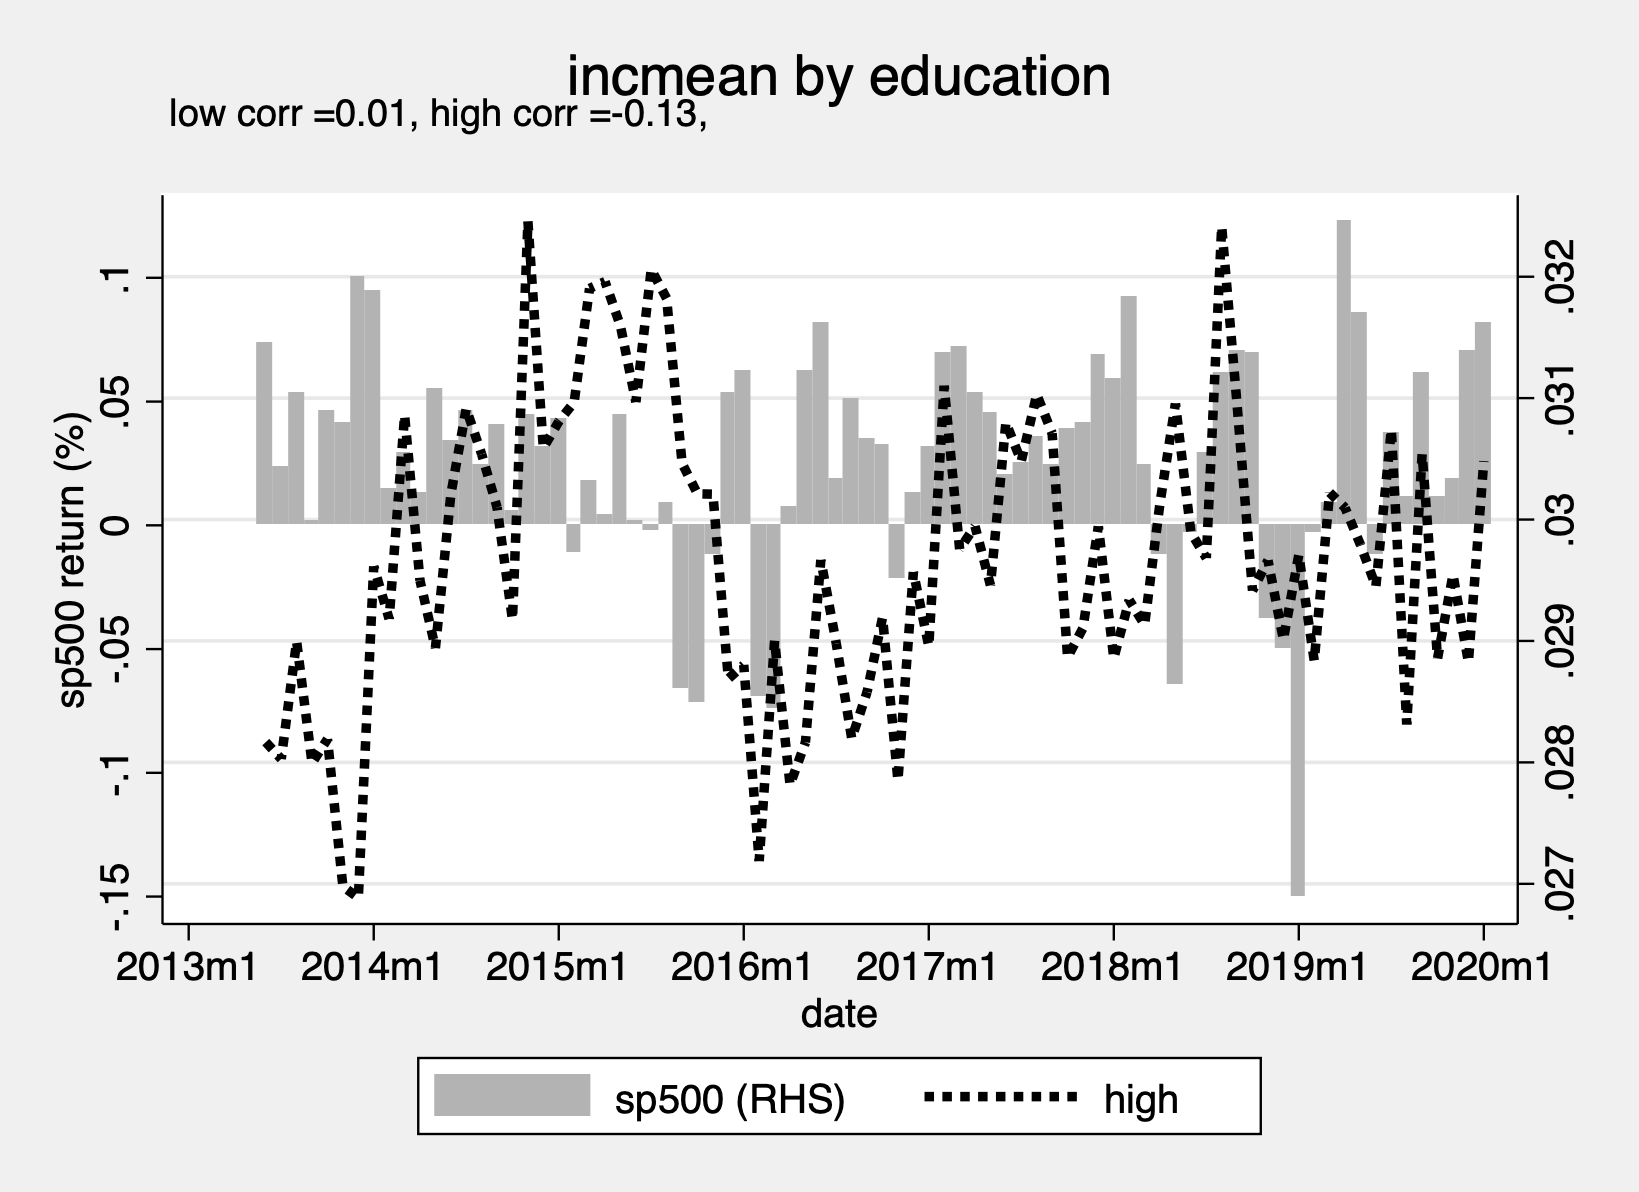 incmean by education
low corr =0.01, high corr =-0.13,
sp500 return (%)
.1
.05
0
-.05
-.1
-.15
.032
.031
.03
.029
.028
.027
2013m1 2014m1 2015m1 2016m1 2017m1 2018m1 2019m1 2020m1
date
sp500 (RHS) high